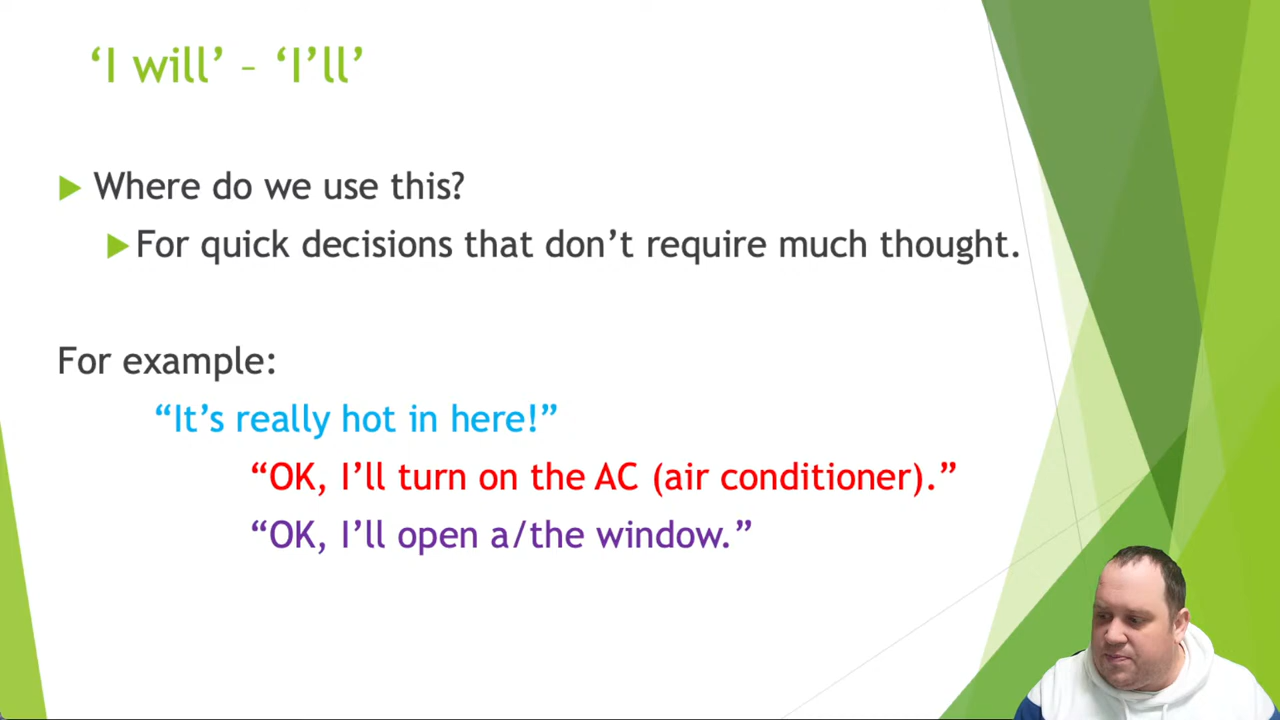 ‘I will’ – ‘I’ll’
Where do we use this?
For quick decisions that don’t require much thought.
For example:
“It’s really hot in here!”
“OK, I’ll turn on the AC (air conditioner).”
“OK, I’ll open a/the window.”